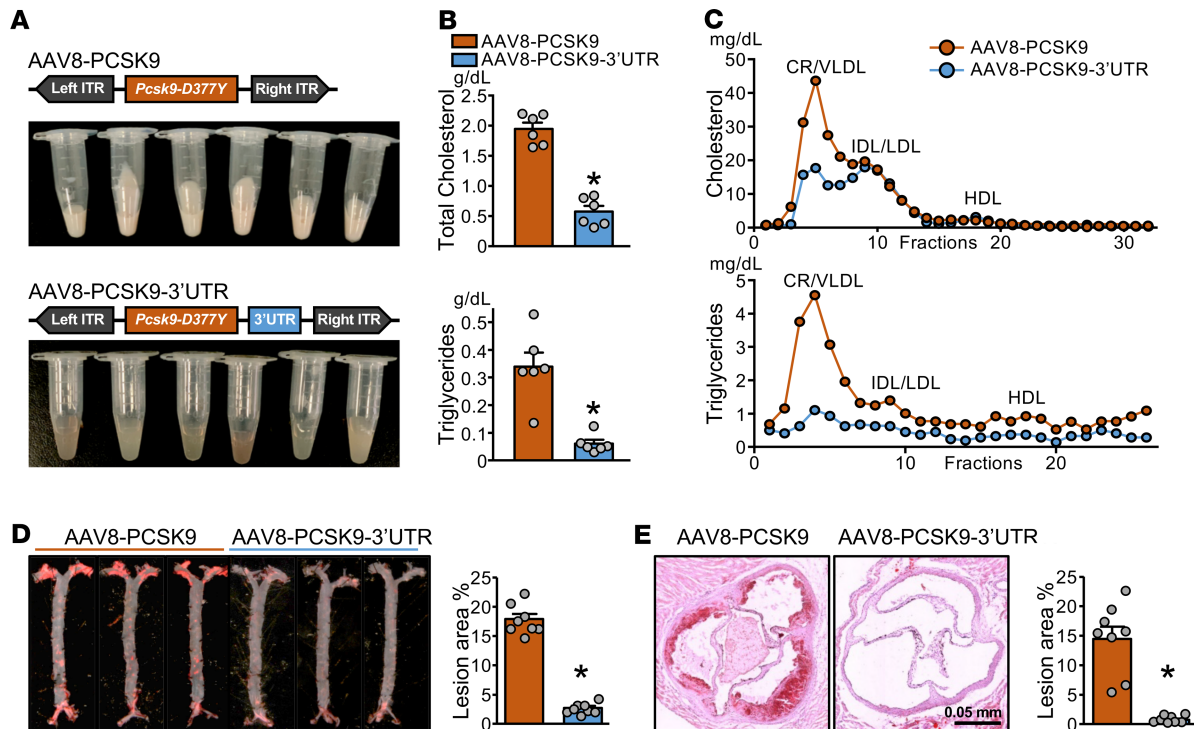 A
AAV8-PCSK9
Left ITR Pcsk9-D377Y Right ITR
AAV8-PCSK9-3’UTR
Left ITR Pcsk9-D377Y 3’UTR Right ITR
B
AAV8-PCSK9
AAV8-PCSK9-3’UTR
g/dL
Total Cholesterol
2.5
2.0
1.5
1.0
0.5
0
*
g/dL
Triglycerides
0.5
0.4
0.3
0.2
0.1
0
*
C
AAV8-PCSK9
AAV8-PCSK9-3’UTR
mg/dL
Cholesterol
50
40
30
20
10
0
CR/VLDL
IDL/LDL
HDL
0 10 Fractions 20 30
mg/dL
Triglycerides
5
4
3
2
1
0
CR/VLDL
IDL/LDL
HDL
0 10 Fractions 20
D
AAV8-PCSK9 AAV8-PCSK9-3’UTR
Lesion area %
25
20
15
10
5
0
*
E
AAV8-PCSK9 AAV8-PCSK9-3’UTR
0.05 mm
Lesion area %
25
20
15
10
5
0
*